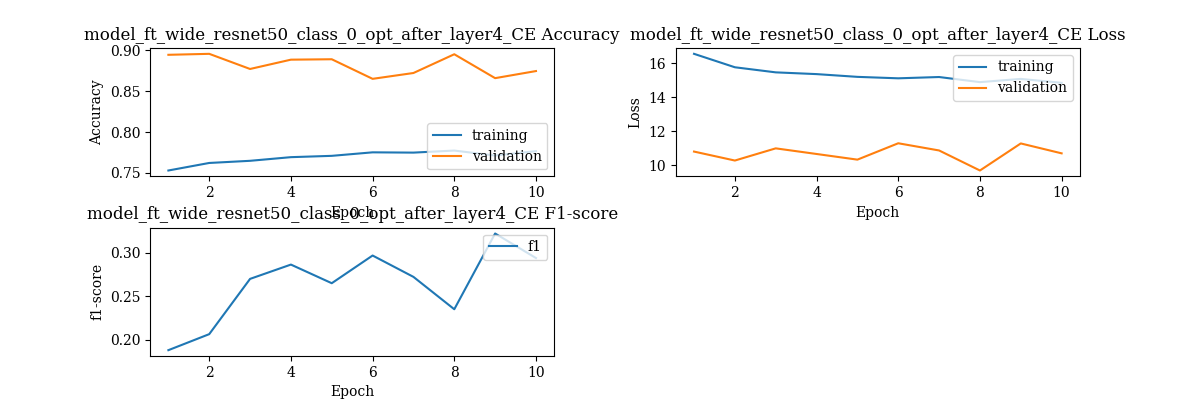 model_ft_wide_resnet50_class_0_opt_after_layer4_CE Accuracy
0.90
0.85
0.80
0.75
Accuracy
training
validation
2 4 6 8 10
Epoch
model_ft_wide_resnet50_class_0_opt_after_layer4_CE Loss
16
14
12
10
Loss
training
validation
2 4 6 8 10
Epoch
model_ft_wide_resnet50_class_0_opt_after_layer4_CE F1-score
0.30
0.25
0.20
f1-score
f1
2 4 6 8 10
Epoch